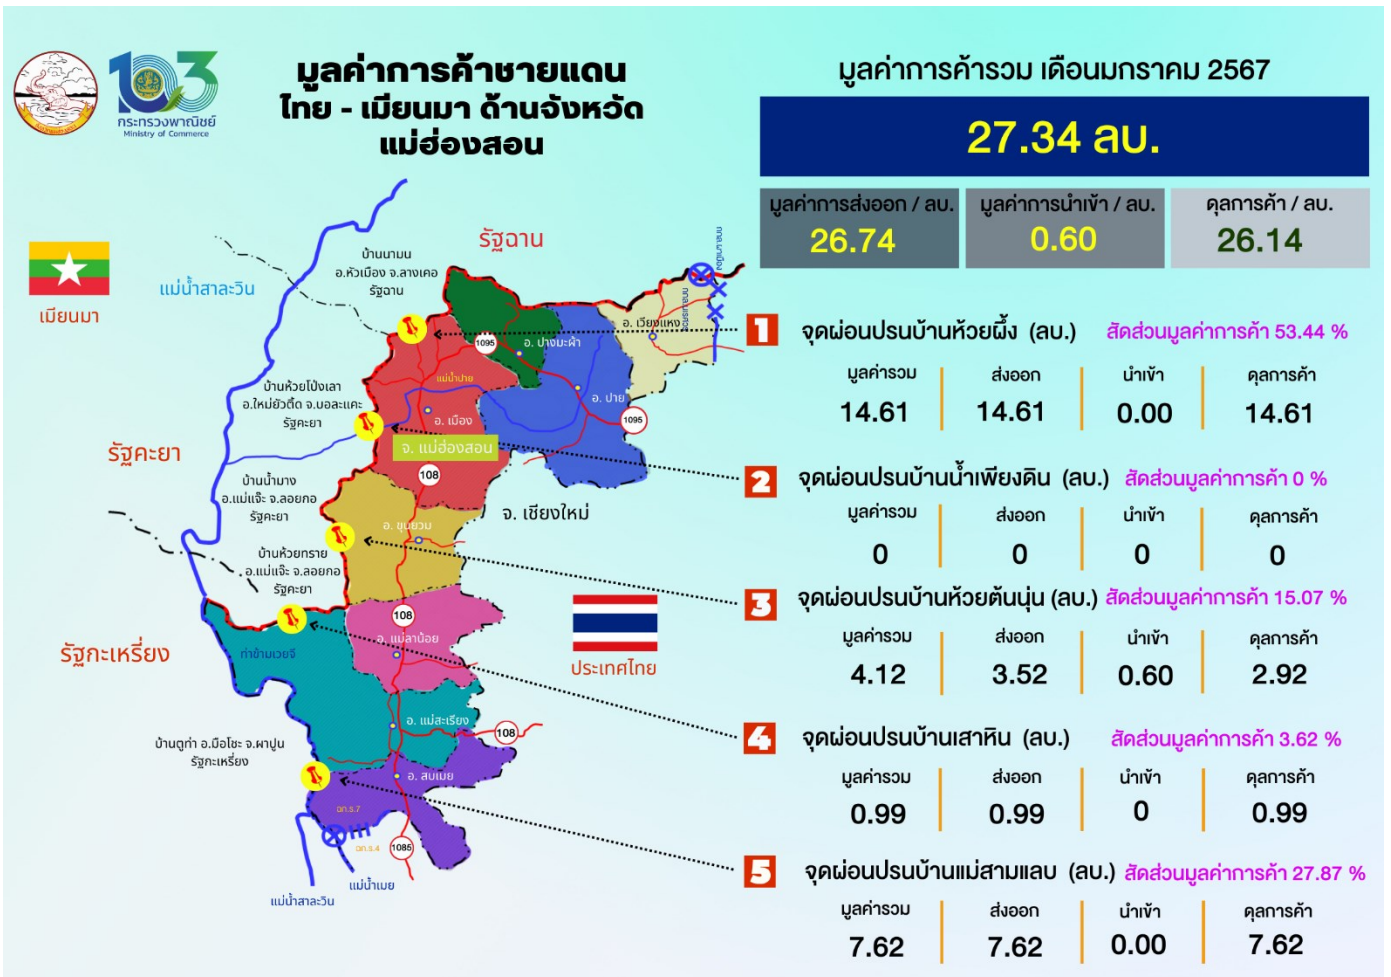 103
กระทรวงพาณิชย์
Ministry of Commerce
มูลค่าการค้าชายแดน
ไทย - เมียนมา ด้านจังหวัด
แม่ฮ่องสอน
มูลค่าการค้ารวม เดือนมกราคม 2567
27.34 ลบ.
มูลค่าการส่งออก / ลบ.
26.74
มูลค่าการนำเข้า / ลบ.
0.60
ดุลการค้า / ลบ.
26.14
เมียนมา
แม่น้ำสาละวิน
รัฐฉาน
บ้านนามน
อ.หัวเมือง จ.ลางเคอ
รัฐฉาน
อ. เวียงแหง
อ. ปางมะผ้า
1095
แม่น้ำปาย
อ. ปาย
1095
อ. เมือง
จ. แม่ฮ่องสอน
108
บ้านห้วยโป่งเลา
อ.ใหม่ยัวตี้ด จ.บอละแคะ
รัฐคะยา
รัฐคะยา
บ้านน้ำมาง
อ.แม่แจ๊ะ จ.ลอยกอ
รัฐคะยา
จ. เชียงใหม่
อ. ขุนยวม
บ้านห้วยทราย
อ.แม่แจ๊ะ จ.ลอยกอ
รัฐคะยา
108
อ. แม่ลาน้อย
ประเทศไทย
รัฐกะเหรี่ยง
ท่าข้ามเวยจี
อ. แม่สะเรียง
108
บ้านตูท่า อ.มือโชะ จ.ผาปูน
รัฐกะเหรี่ยง
อ. สบเมย
ฉก.ร.7
ฉก.ร.4
1085
แม่น้ำเมย
แม่น้ำสาละวิน
1 จุดผ่อนปรนบ้านห้วยผึ้ง (ลบ.) สัดส่วนมูลค่าการค้า 53.44 %
มูลค่ารวม ส่งออก นำเข้า ดุลการค้า
14.61 14.61 0.00 14.61
2 จุดผ่อนปรนบ้านน้ำเพียงดิน (ลบ.) สัดส่วนมูลค่าการค้า 0 %
มูลค่ารวม ส่งออก นำเข้า ดุลการค้า
0 0 0 0
3 จุดผ่อนปรนบ้านห้วยต้นนุ่น (ลบ.) สัดส่วนมูลค่าการค้า 15.07 %
มูลค่ารวม ส่งออก นำเข้า ดุลการค้า
4.12 3.52 0.60 2.92
4 จุดผ่อนปรนบ้านเสาหิน (ลบ.) สัดส่วนมูลค่าการค้า 3.62 %
มูลค่ารวม ส่งออก นำเข้า ดุลการค้า
0.99 0.99 0 0.99
5 จุดผ่อนปรนบ้านแม่สามแลบ (ลบ.) สัดส่วนมูลค่าการค้า 27.87 %
มูลค่ารวม ส่งออก นำเข้า ดุลการค้า
7.62 7.62 0.00 7.62